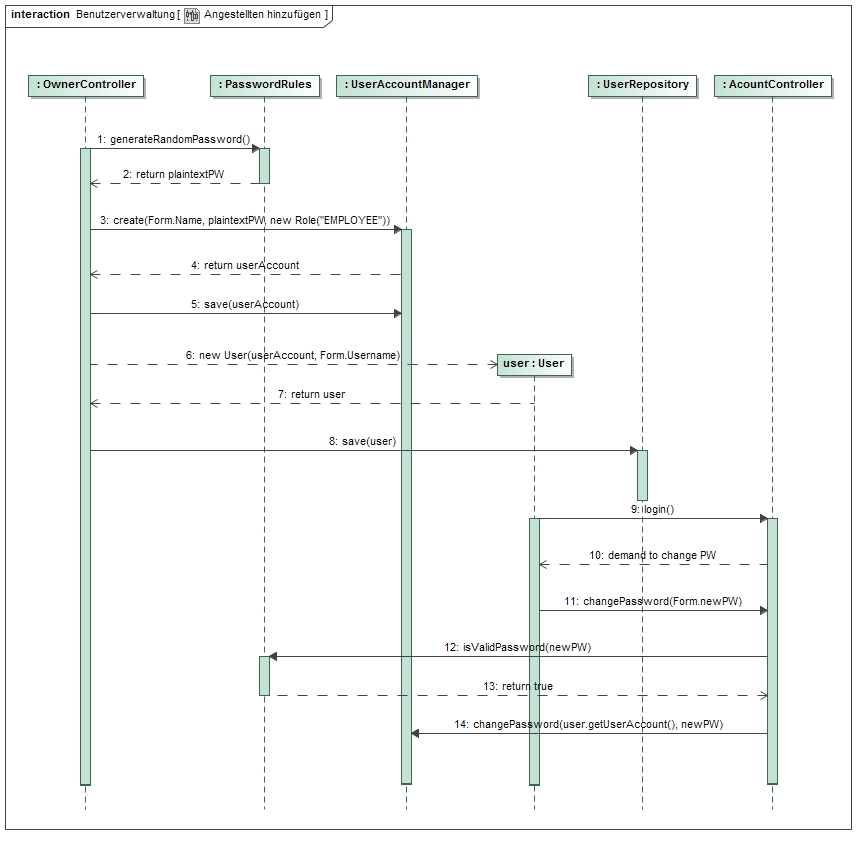 interaction Benutzerverwaltung[ Angestellten hinzufügen ]
: OwnerController : PasswordRules : UserAccountManager : UserRepository : AcountController
1: generateRandomPassword()
2: return plaintextPW
3: create(Form.Name, plaintextPW, new Role("EMPLOYEE"))
4: return userAccount
5: save(userAccount)
6: new User(userAccount, Form.Username)
user : User
7: return user
8: save(user)
9: login()
10: demand to change PW
11: changePassword(Form.newPW)
12: isValidPassword(newPW)
13: return true
14: changePassword(user.getUserAccount(), newPW)